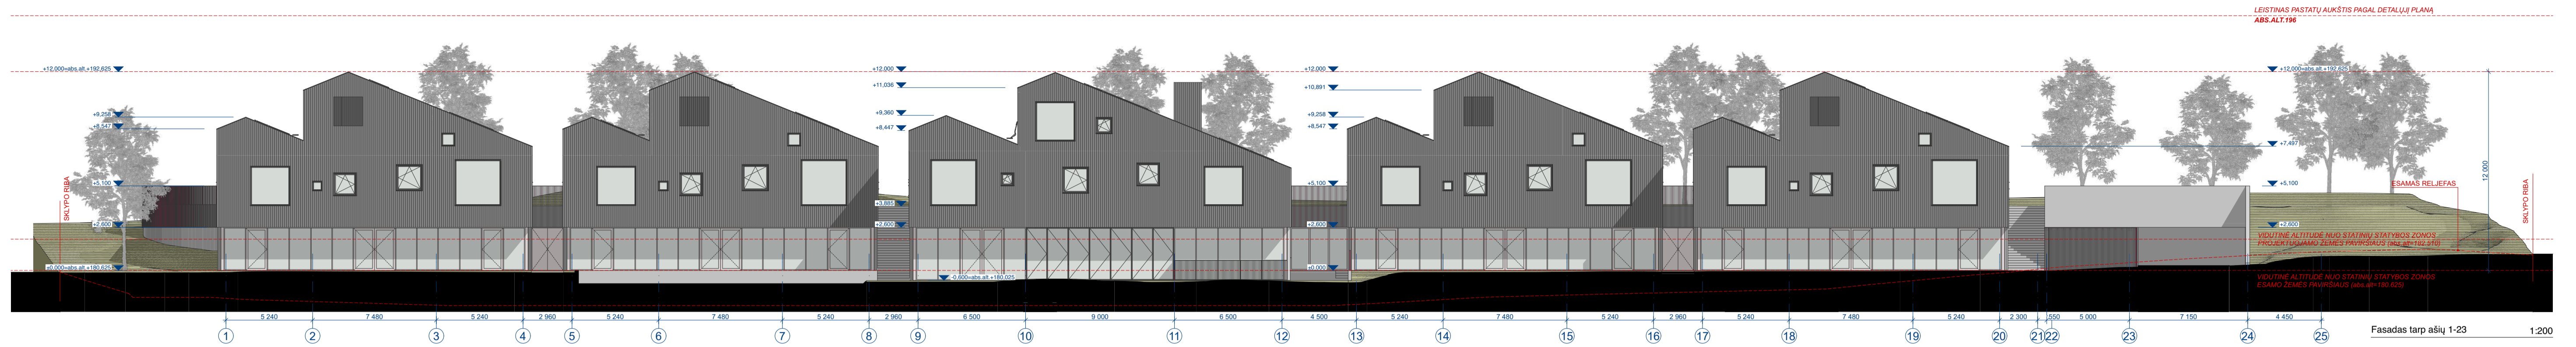 LEISTINAS PASTATŲ AUKŠTIS PAGAL DETALŲJĮ PLANĄ
ABS.ALT.196
+12,000=abs.alt.+192,625
+12,000
+12,000
+12,000=abs.alt.+192,625
+11,036
+10,891
+9,258
+8,547
+9,360
+8,447
+9,258
+8,547
+7,497
+5,100
+5,100
+5,100
12 000
SKLYPO RIBA
ESAMAS RELJEFAS
SKLYPO RIBA
+3,885
+2,600
+2,600
+2,600
+2,600
VIDUTINĖ ALTITUDĖ NUO STATINIŲ STATYBOS ZONOS
PROJEKTUOJAMO ŽEMĖS PAVIRŠIAUS (abs.alt=182.510)
±0,000=abs.alt.+180,625
-0,600=abs.alt.+180,025
±0,000
VIDUTINĖ ALTITUDĖ NUO STATINIŲ STATYBOS ZONOS
ESAMO ŽEMĖS PAVIRŠIAUS (abs.alt=180.625)
5 240 7 480 5 240 2 960 5 240 7 480 5 240 2 960 6 500 9 000 6 500 4 500 5 240 7 480 5 240 2 960 5 240 7 480 5 240 2 300 550 5 000 7 150 4 450
1 2 3 4 5 6 7 8 9 10 11 12 13 14 15 16 17 18 19 20 21 22 23 24 25
Fasadas tarp ašių 1-23 1:200